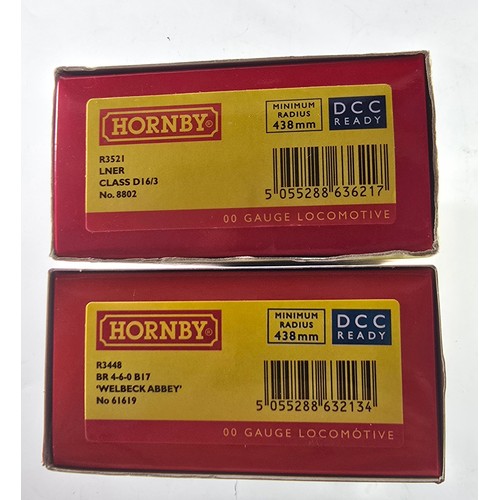 HORNBY®
MINIMUM
RADIUS
438mm
DCC
READY
R3521
LNER
CLASS D16/3
No. 8802
5 055288 636217
00 GAUGE LOCOMOTIVE
HORNBY®
MINIMUM
RADIUS
438mm
DCC
READY
R3448
BR 4-6-0 B17
'WELBECK ABBEY'
No 61619
5 055288 632134
00 GAUGE LOCOMOTIVE